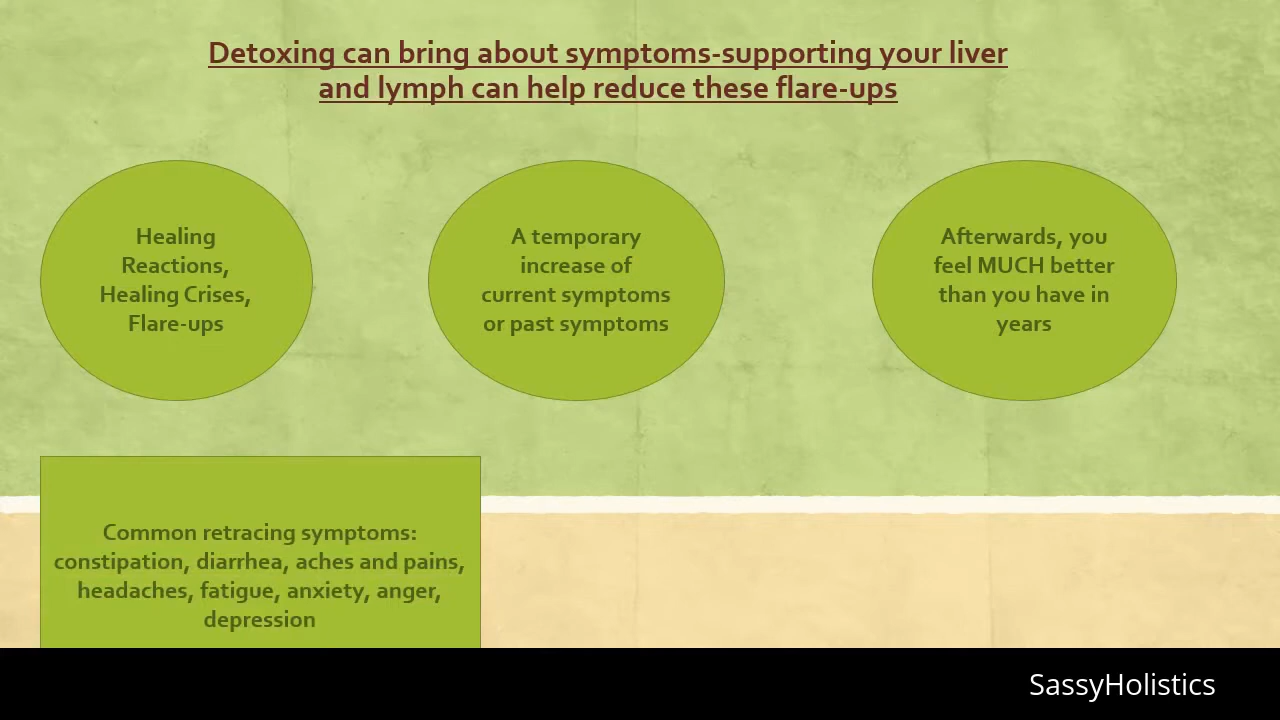 Detoxing can bring about symptoms-supporting your liver
and lymph can help reduce these flare-ups
Healing
Reactions,
Healing Crises,
Flare-ups
A temporary
increase of
current symptoms
or past symptoms
Afterwards, you
feel MUCH better
than you have in
years
Common retracing symptoms:
constipation, diarrhea, aches and pains,
headaches, fatigue, anxiety, anger,
depression
SassyHolistics